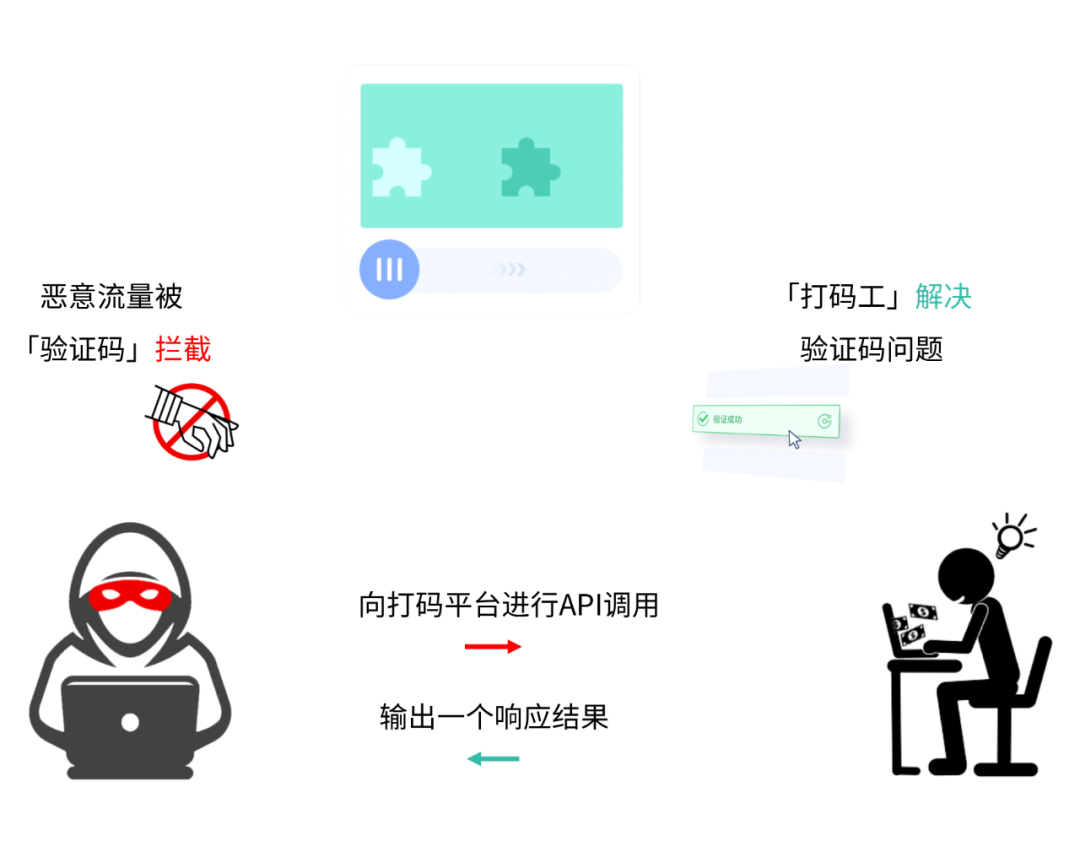 恶意流量被
「验证码」拦截
「打码工」解决
验证码问题
验证成功
向打码平台进行API调用
输出一个响应结果